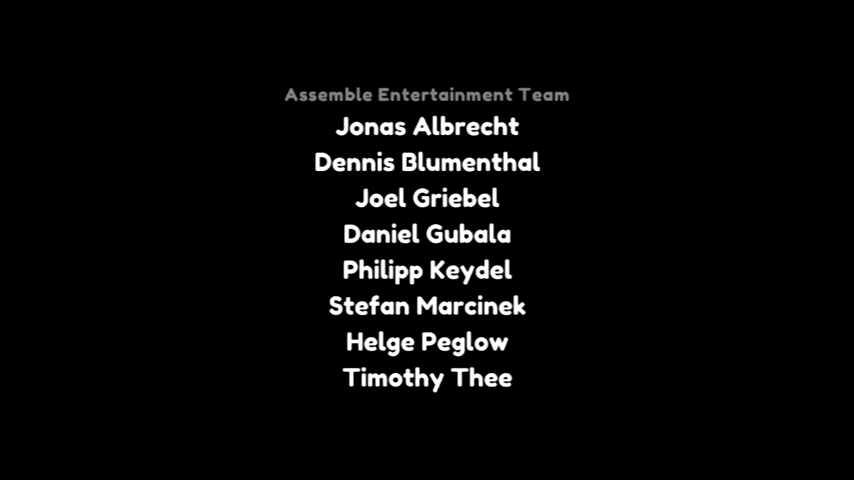 Assemble Entertainment Team
Jonas Albrecht
Dennis Blumenthal
Joel Griebel
Daniel Gubala
Philipp Keydel
Stefan Marcinek
Helge Peglow
Timothy Thee